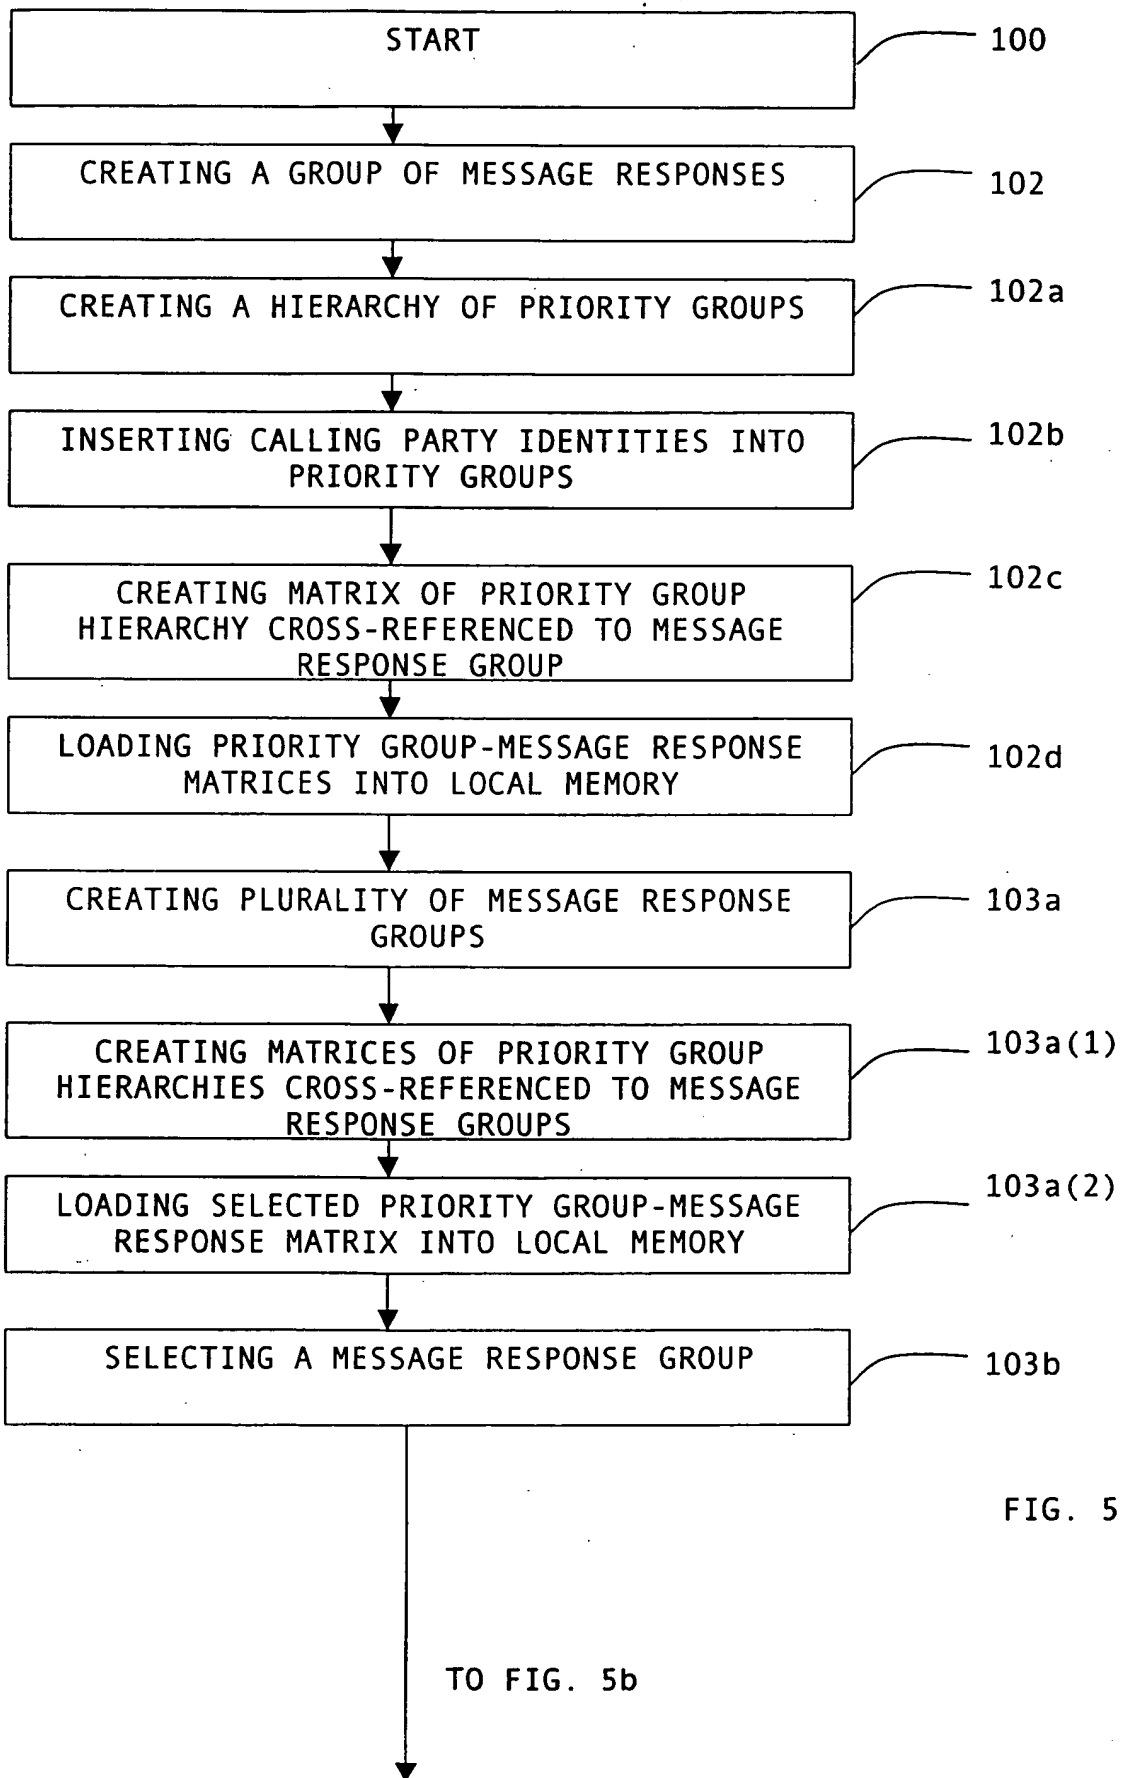 START
100
CREATING A GROUP OF MESSAGE RESPONSES
102
CREATING A HIERARCHY OF PRIORITY GROUPS
102a
INSERTING CALLING PARTY IDENTITIES INTO
PRIORITY GROUPS
102b
CREATING MATRIX OF PRIORITY GROUP
HIERARCHY CROSS-REFERENCED TO MESSAGE
RESPONSE GROUP
102c
LOADING PRIORITY GROUP-MESSAGE RESPONSE
MATRICES INTO LOCAL MEMORY
102d
CREATING PLURALITY OF MESSAGE RESPONSE
GROUPS
103a
CREATING MATRICES OF PRIORITY GROUP
HIERARCHIES CROSS-REFERENCED TO MESSAGE
RESPONSE GROUPS
103a(1)
LOADING SELECTED PRIORITY GROUP-MESSAGE
RESPONSE MATRIX INTO LOCAL MEMORY
103a(2)
SELECTING A MESSAGE RESPONSE GROUP
103b
FIG. 5
TO FIG. 5b